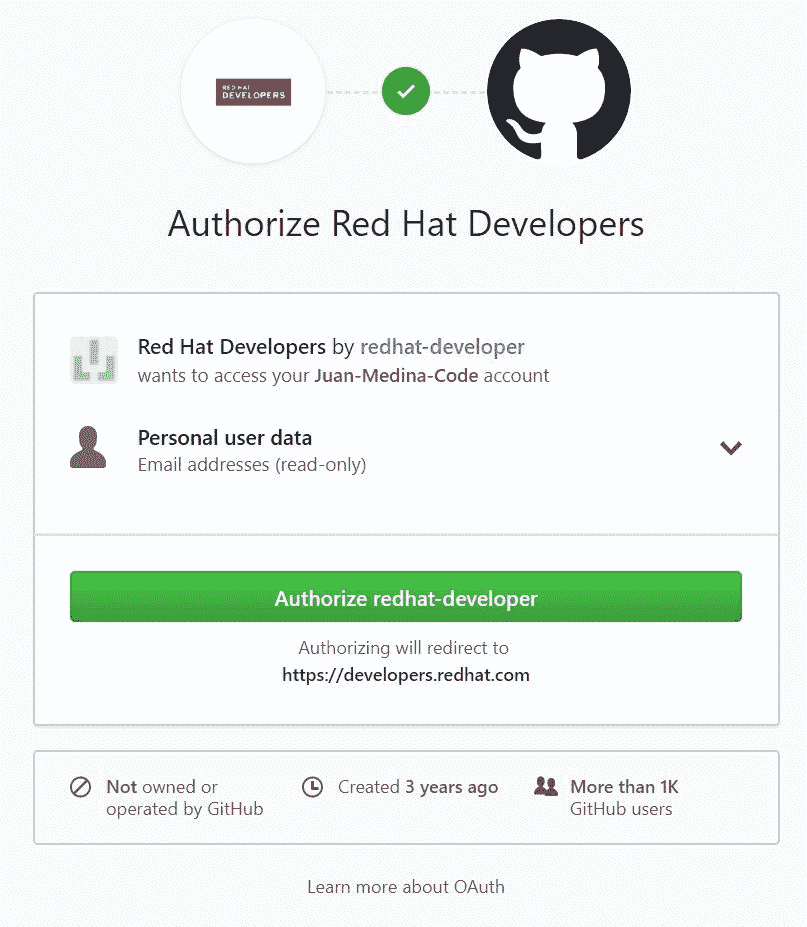 RED HAT
DEVELOPERS
Authorize Red Hat Developers
Red Hat Developers by redhat-developer
wants to access your Juan-Medina-Code account
Personal user data
Email addresses (read-only)
Authorize redhat-developer
Authorizing will redirect to
https://developers.redhat.com
Not owned or
operated by GitHub
Created 3 years ago
More than 1K
GitHub users
Learn more about OAuth